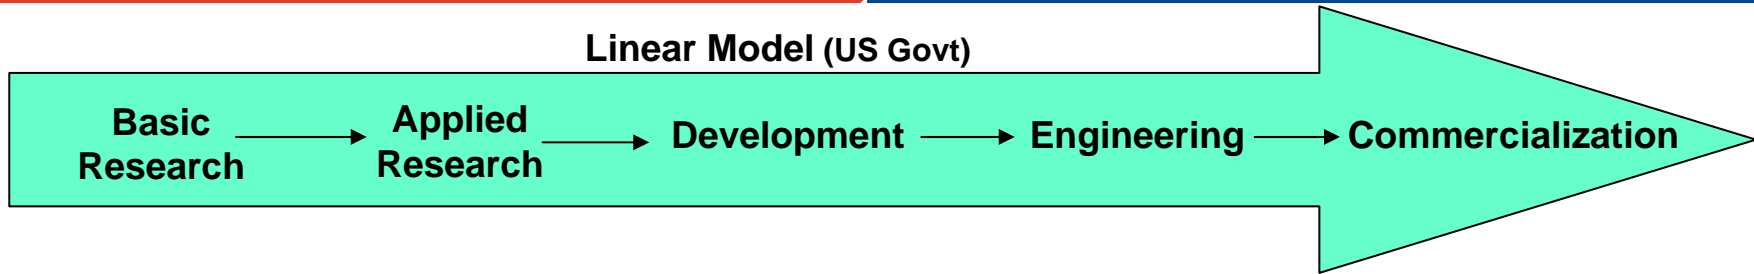 Linear Model (US Govt)
Basic
Research
Applied
Research
Development
Engineering
Commercialization